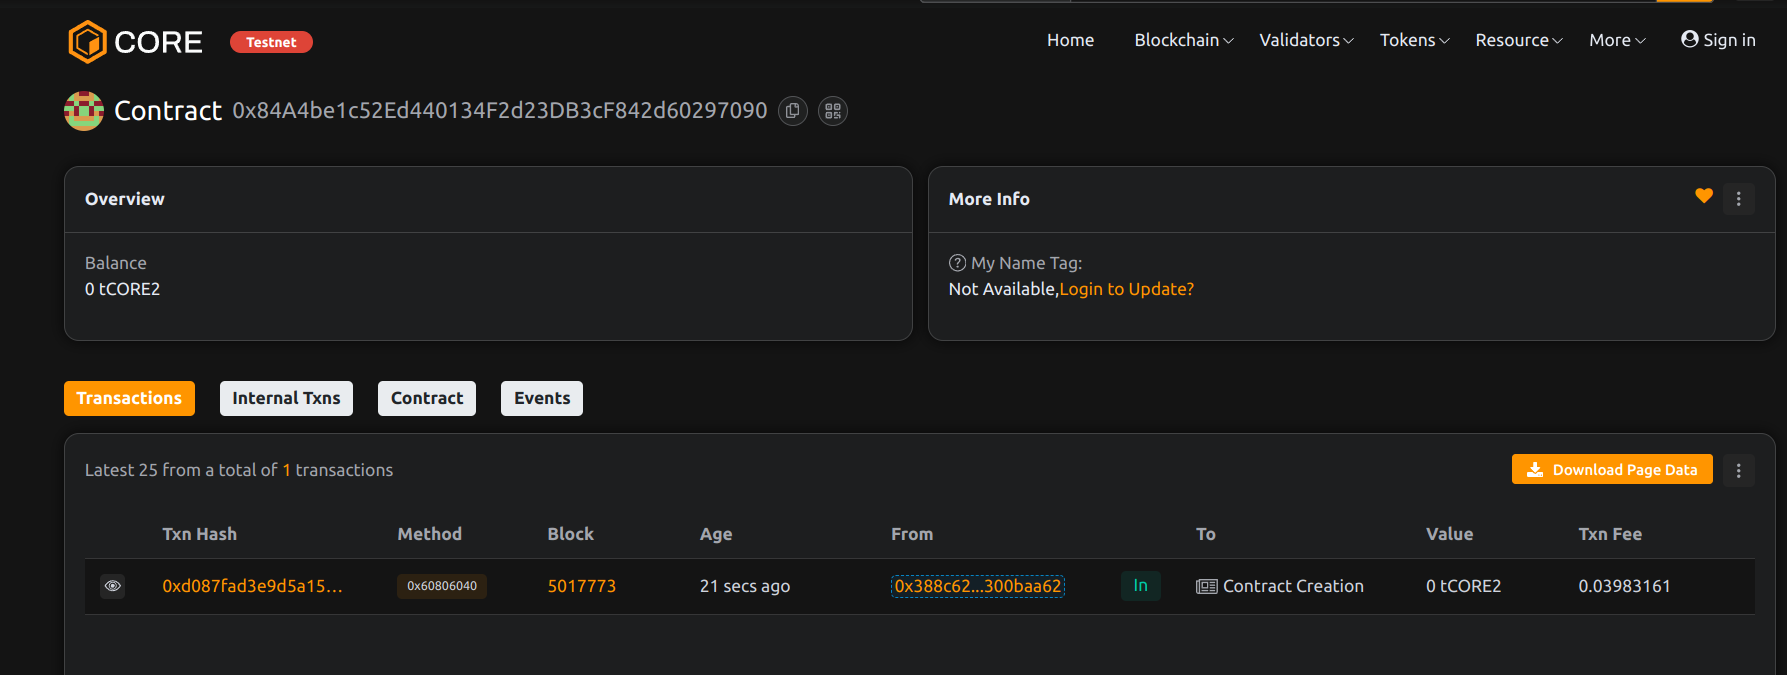 CORE Testnet Home Blockchain Validators Tokens Resource More Sign in
Contract 0x84A4be1c52Ed440134F2d23DB3cF842d60297090
Overview
Balance
0 tCORE2
More Info
My Name Tag:
Not Available,Login to Update?
Transactions Internal Txns Contract Events
Latest 25 from a total of 1 transactions Download Page Data
Txn Hash Method Block Age From To Value Txn Fee
0xd087fad3e9d5a15... 0x60806040 5017773 21 secs ago 0x388c62...300baa62 In Contract Creation 0 tCORE2 0.03983161